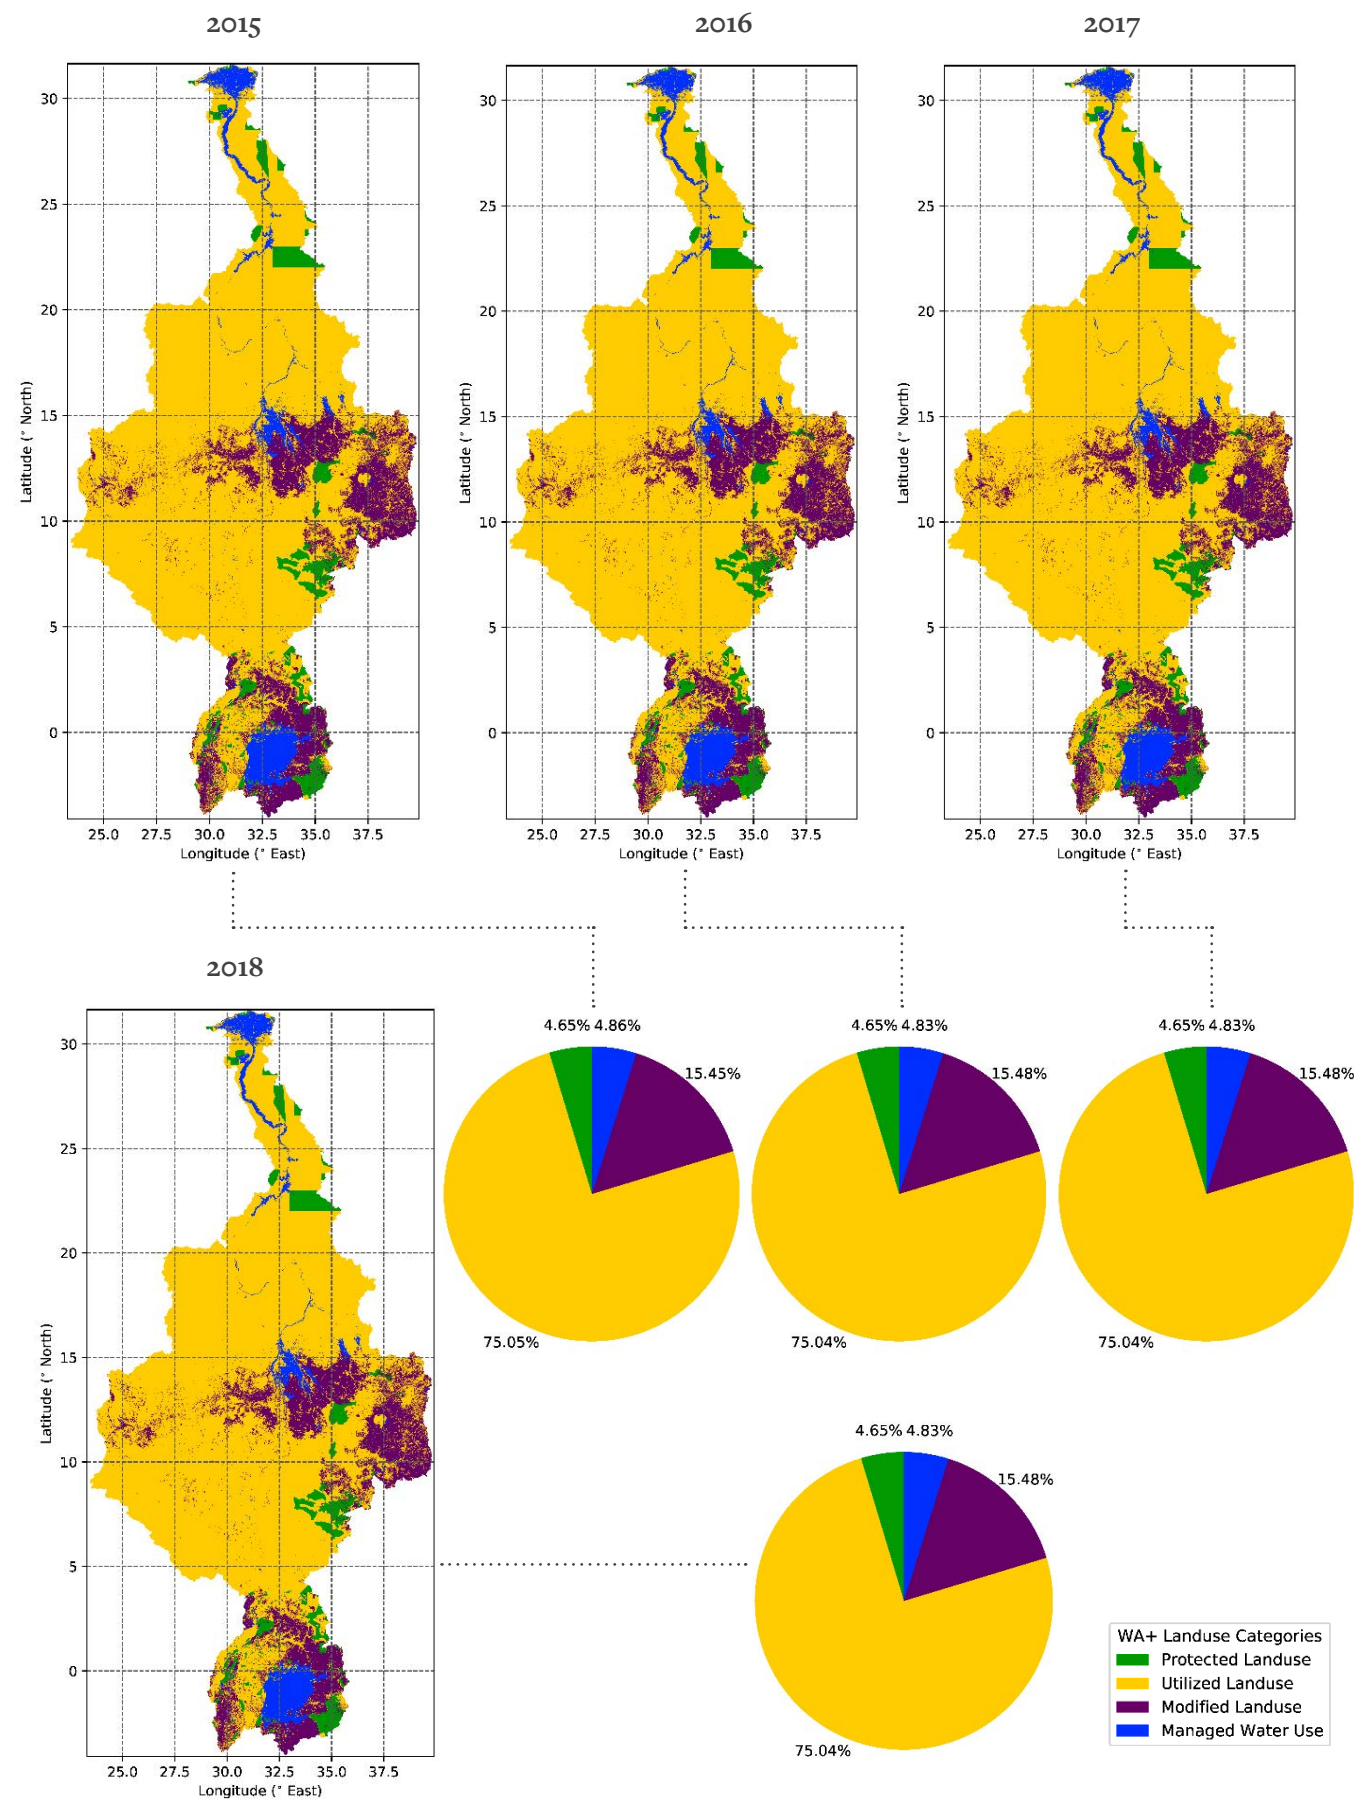 2015
2016
2017
30
25
20
15
10
5
0
Latitude (° North)
25.0 27.5 30.0 32.5 35.0 37.5
Longitude (° East)
30
25
20
15
10
5
0
Latitude (° North)
25.0 27.5 30.0 32.5 35.0 37.5
Longitude (° East)
30
25
20
15
10
5
0
Latitude (° North)
25.0 27.5 30.0 32.5 35.0 37.5
Longitude (° East)
2018
30
25
20
15
10
5
0
Latitude (° North)
25.0 27.5 30.0 32.5 35.0 37.5
Longitude (° East)
4.65% 4.86%
15.45%
75.05%
4.65% 4.83%
15.48%
75.04%
4.65% 4.83%
15.48%
75.04%
4.65% 4.83%
15.48%
75.04%
WA+ Landuse Categories
Protected Landuse
Utilized Landuse
Modified Landuse
Managed Water Use